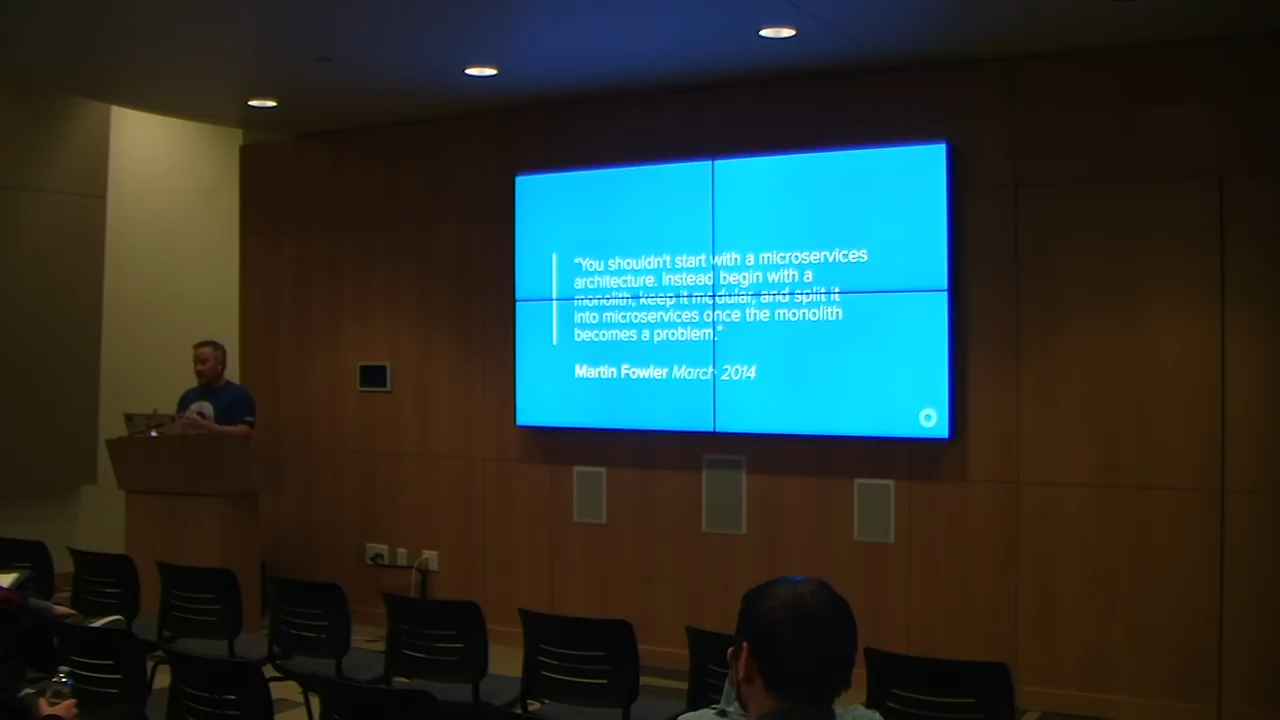 "You shouldn't start with a microservices
architecture. Instead begin with a
monolith, keep it modular, and split it
into microservices once the monolith
becomes a problem."
Martin Fowler March 2014